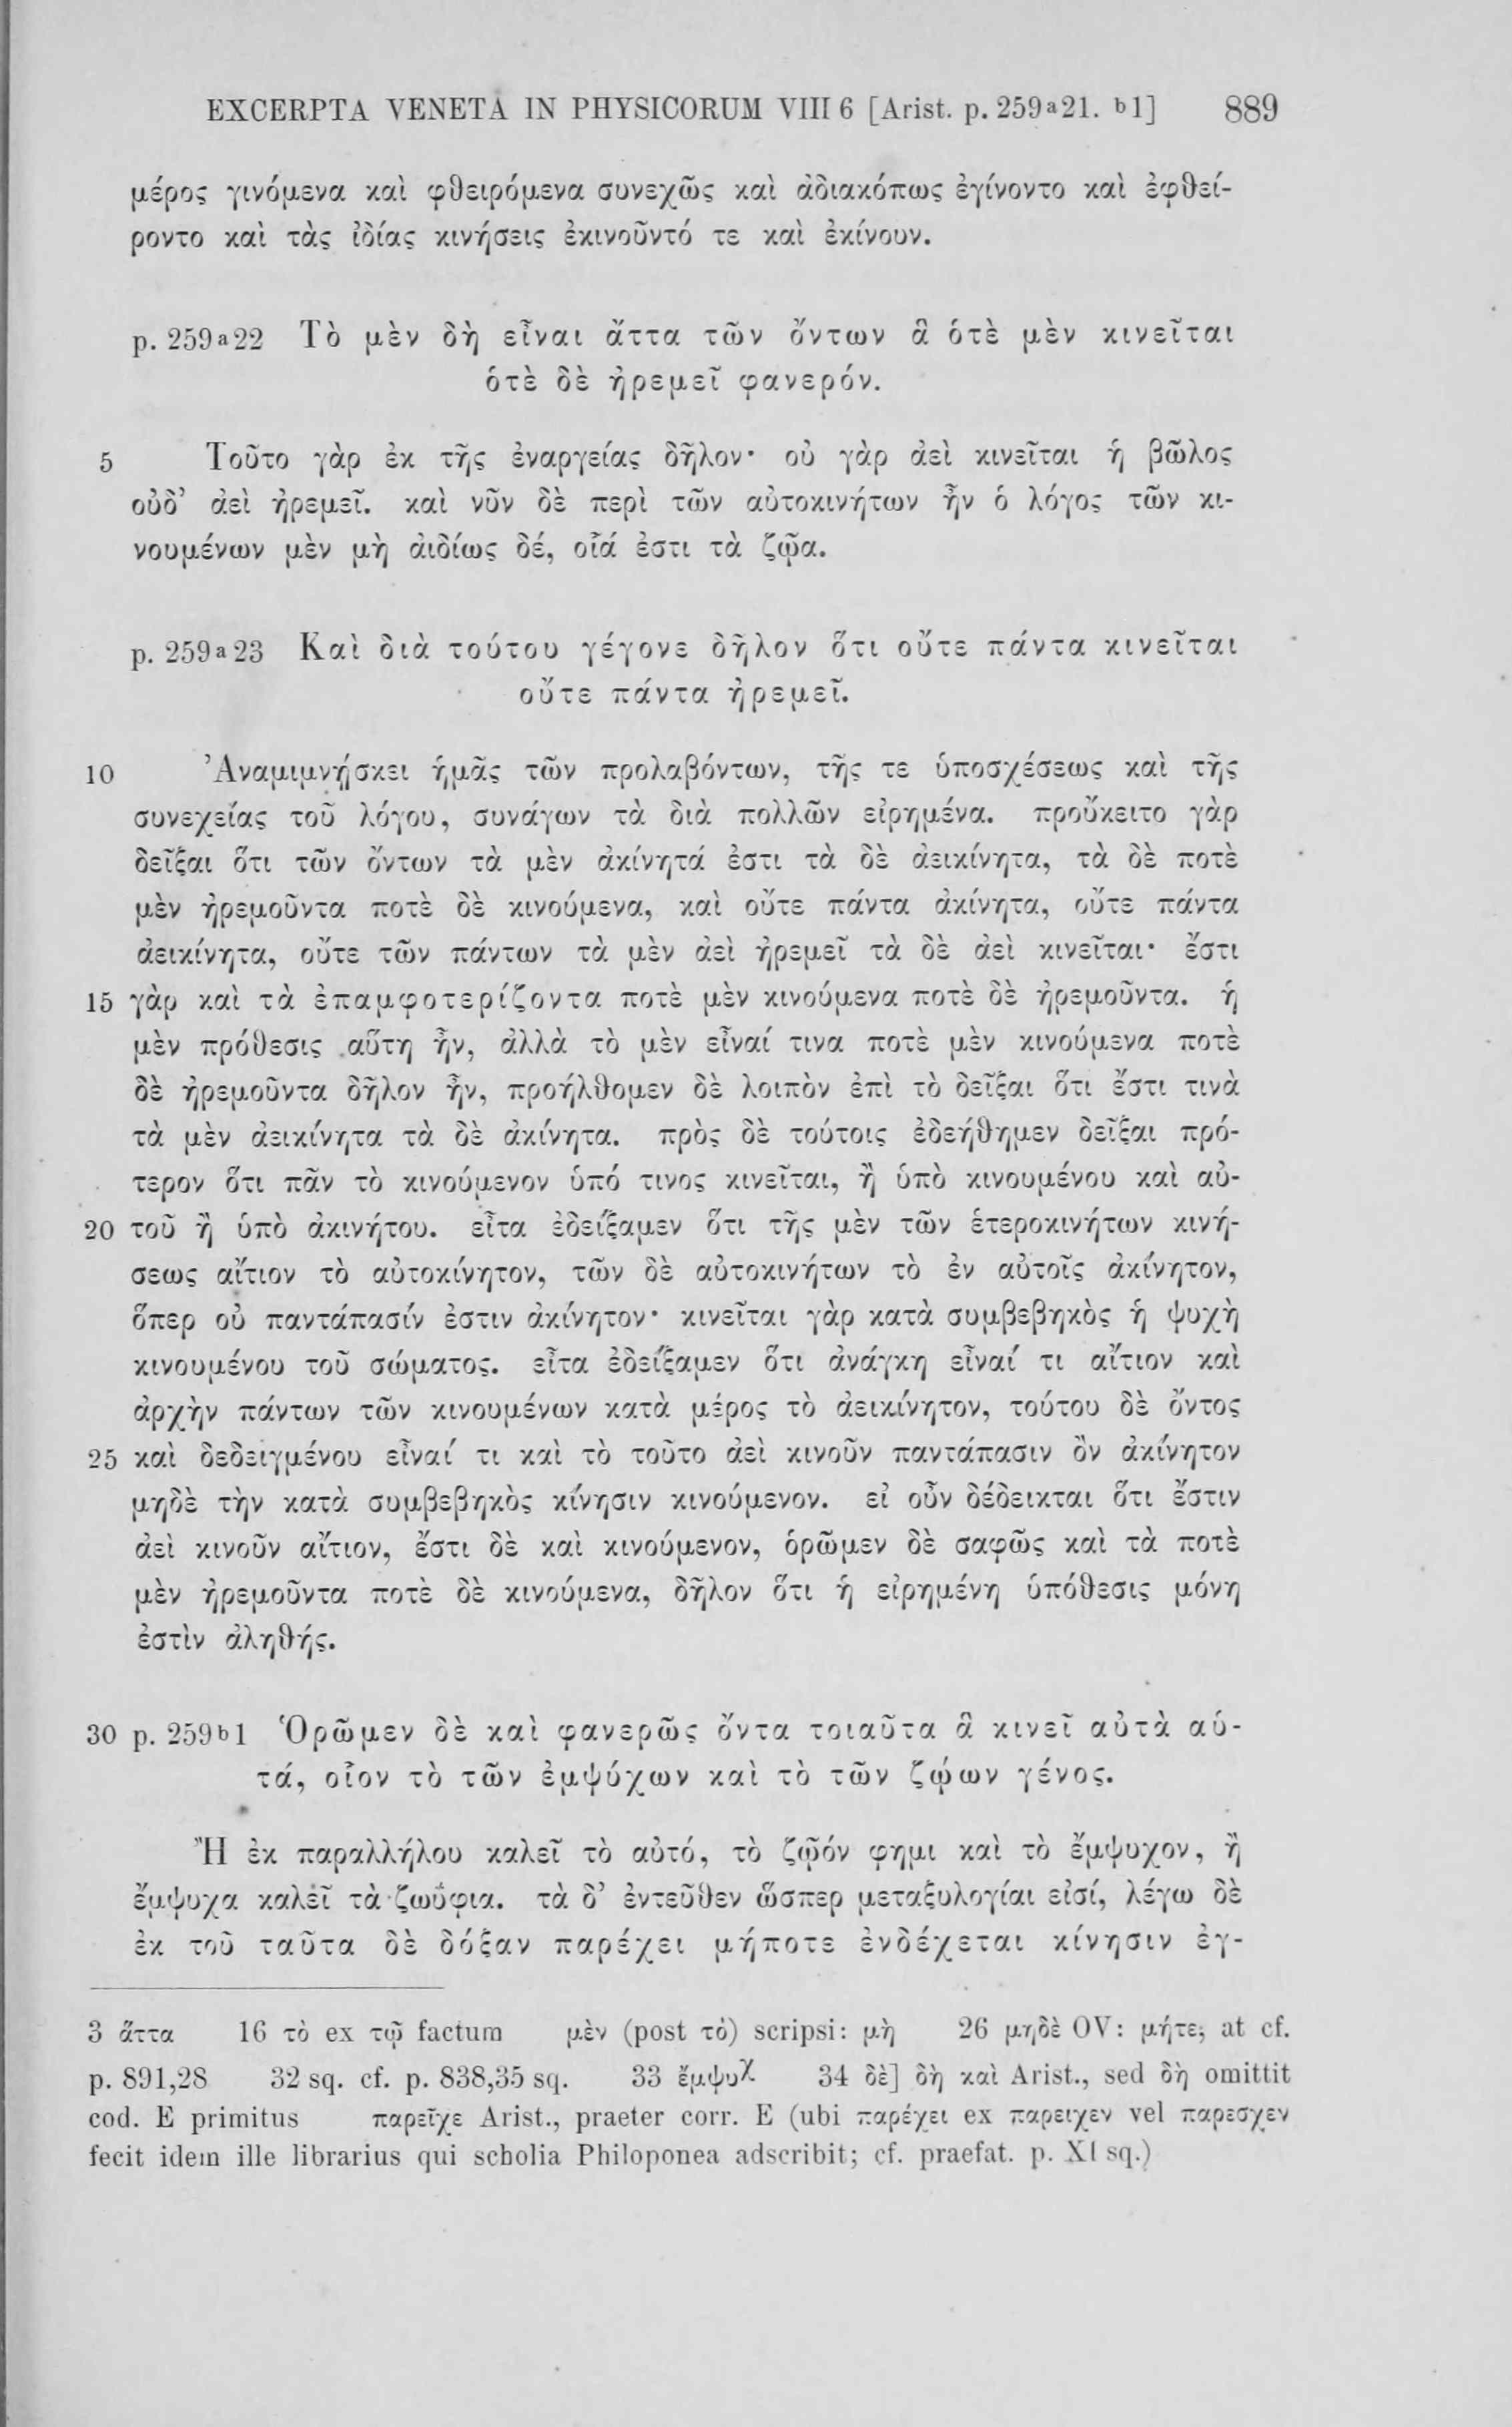 EXCERPTA VENETA IN PHYSICORUM VIII 6 [Arist. p. 259a21. b1] 889
μέρος γινόμενα καὶ φθειρόμενα συνεχῶς καὶ ἀδιακόπως ἐγίνοντο καὶ ἐφθεί-
ροντο καὶ τὰς ἰδίας κινήσεις ἐκινοῦντό τε καὶ ἐκίνουν.
p. 259a22 Τὸ μὲν δὴ εἶναι ἄττα τῶν ὄντων ἃ ὁτὲ μὲν κινεῖται
ὁτὲ δὲ ἠρεμεῖ φανερόν.
5 Τοῦτο γὰρ ἐκ τῆς ἐναργείας δῆλον· οὐ γὰρ ἀεὶ κινεῖται ἡ βῶλος
οὐδ’ ἀεὶ ἠρεμεῖ. καὶ νῦν δὲ περὶ τῶν αὐτοκινήτων ἦν ὁ λόγος τῶν κι-
νουμένων μὲν μὴ ἀιδίως δέ, οἷά ἐστι τὰ ζῷα.
p. 259a23 Καὶ διὰ τούτου γέγονε δῆλον ὅτι οὔτε πάντα κινεῖται
οὔτε πάντα ἠρεμεῖ.
10 Ἀναμιμνῄσκει ἡμᾶς τῶν προλαβόντων, τῆς τε ὑποσχέσεως καὶ τῆς
συνεχείας τοῦ λόγου, συνάγων τὰ διὰ πολλῶν εἰρημένα. προὔκειτο γὰρ
δεῖξαι ὅτι τῶν ὄντων τὰ μὲν ἀκίνητά ἐστι τὰ δὲ ἀεικίνητα, τὰ δὲ ποτὲ
μὲν ἠρεμοῦντα ποτὲ δὲ κινούμενα, καὶ οὔτε πάντα ἀκίνητα, οὔτε πάντα
ἀεικίνητα, οὔτε τῶν πάντων τὰ μὲν ἀεὶ ἠρεμεῖ τὰ δὲ ἀεὶ κινεῖται· ἔστι
15 γὰρ καὶ τὰ ἐπαμφοτερίζοντα ποτὲ μὲν κινούμενα ποτὲ δὲ ἠρεμοῦντα. ἡ
μὲν πρόθεσις αὕτη ἦν, ἀλλὰ τὸ μὲν εἶναί τινα ποτὲ μὲν κινούμενα ποτὲ
δὲ ἠρεμοῦντα δῆλον ἦν, προήλθομεν δὲ λοιπὸν ἐπὶ τὸ δεῖξαι ὅτι ἔστι τινὰ
τὰ μὲν ἀεικίνητα τὰ δὲ ἀκίνητα. πρὸς δὲ τούτοις ἐδεήθημεν δεῖξαι πρό-
τερον ὅτι πᾶν τὸ κινούμενον ὑπό τινος κινεῖται, ἢ ὑπὸ κινουμένου καὶ αὐ-
20 τοῦ ἢ ὑπὸ ἀκινήτου. εἶτα ἐδείξαμεν ὅτι τῆς μὲν τῶν ἑτεροκινήτων κινή-
σεως αἴτιον τὸ αὐτοκίνητον, τῶν δὲ αὐτοκινήτων τὸ ἐν αὐτοῖς ἀκίνητον,
ὅπερ οὐ παντάπασίν ἐστιν ἀκίνητον· κινεῖται γὰρ κατὰ συμβεβηκὸς ἡ ψυχὴ
κινουμένου τοῦ σώματος. εἶτα ἐδείξαμεν ὅτι ἀνάγκη εἶναί τι αἴτιον καὶ
ἀρχὴν πάντων τῶν κινουμένων κατὰ μέρος τὸ ἀεικίνητον, τούτου δὲ ὄντος
25 καὶ δεδειγμένου εἶναί τι καὶ τὸ τοῦτο ἀεὶ κινοῦν παντάπασιν ὂν ἀκίνητον
μηδὲ τὴν κατὰ συμβεβηκὸς κίνησιν κινούμενον. εἰ οὖν δέδεικται ὅτι ἔστιν
ἀεὶ κινοῦν αἴτιον, ἔστι δὲ καὶ κινούμενον, ὁρῶμεν δὲ σαφῶς καὶ τὰ ποτὲ
μὲν ἠρεμοῦντα ποτὲ δὲ κινούμενα, δῆλον ὅτι ἡ εἰρημένη ὑπόθεσις μόνη
ἐστὶν ἀληθής.
30 p. 259b1 Ὁρῶμεν δὲ καὶ φανερῶς ὄντα τοιαῦτα ἃ κινεῖ αὐτὰ αὑ-
τά, οἷον τὸ τῶν ἐμψύχων καὶ τὸ τῶν ζῴων γένος.
Ἢ ἐκ παραλλήλου καλεῖ τὸ αὐτό, τὸ ζῷόν φημι καὶ τὸ ἔμψυχον, ἢ
ἔμψυχα καλεῖ τὰ ζωΰφια. τὰ δ’ ἐντεῦθεν ὥσπερ μεταξυλογίαι εἰσί, λέγω δὲ
ἐκ τοῦ ταῦτα δὲ δόξαν παρέχει μήποτε ἐνδέχεται κίνησιν ἐγ-
3 ἅττα 16 τὸ ex τῷ factum μὲν (post τὸ) scripsi: μὴ 26 μηδὲ OV: μήτε, at cf.
p. 891,28 32 sq. cf. p. 838,35 sq. 33 ἔμψυχ 34 δὲ] δὴ καὶ Arist., sed δὴ omittit
cod. E primitus παρεῖχε Arist., praeter corr. E (ubi παρέχει ex παρειχεν vel παρεσχεν
fecit idem ille librarius qui scholia Philoponea adscribit; cf. praefat. p. XI sq.)